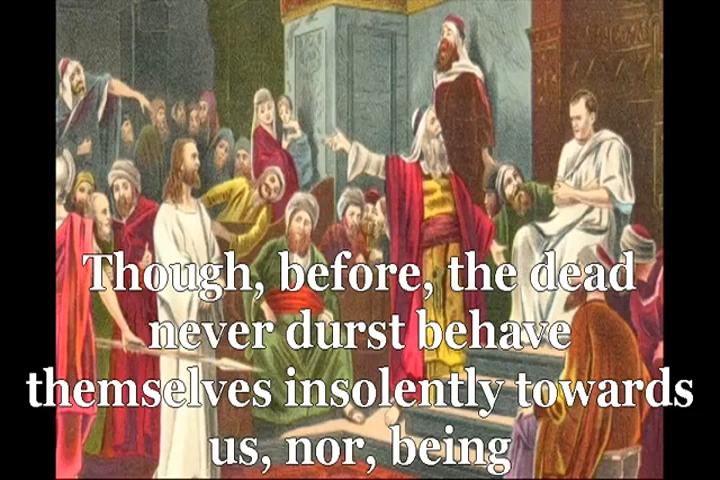 Though, before, the dead
never durst behave
themselves insolently towards
us, nor, being